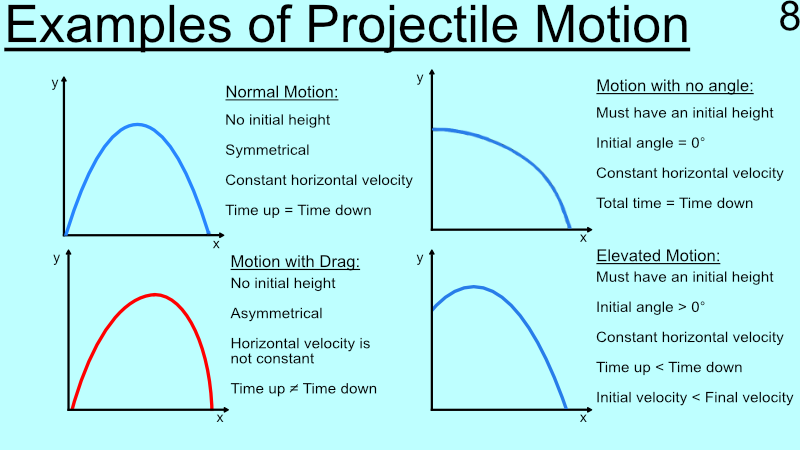 Examples of Projectile Motion
8
y
Normal Motion:
No initial height
Symmetrical
Constant horizontal velocity
Time up = Time down
x
y
Motion with no angle:
Must have an initial height
Initial angle = 0°
Constant horizontal velocity
Total time = Time down
x
y
Motion with Drag:
No initial height
Asymmetrical
Horizontal velocity is
not constant
Time up ≠ Time down
x
y
Elevated Motion:
Must have an initial height
Initial angle > 0°
Constant horizontal velocity
Time up < Time down
Initial velocity < Final velocity
x